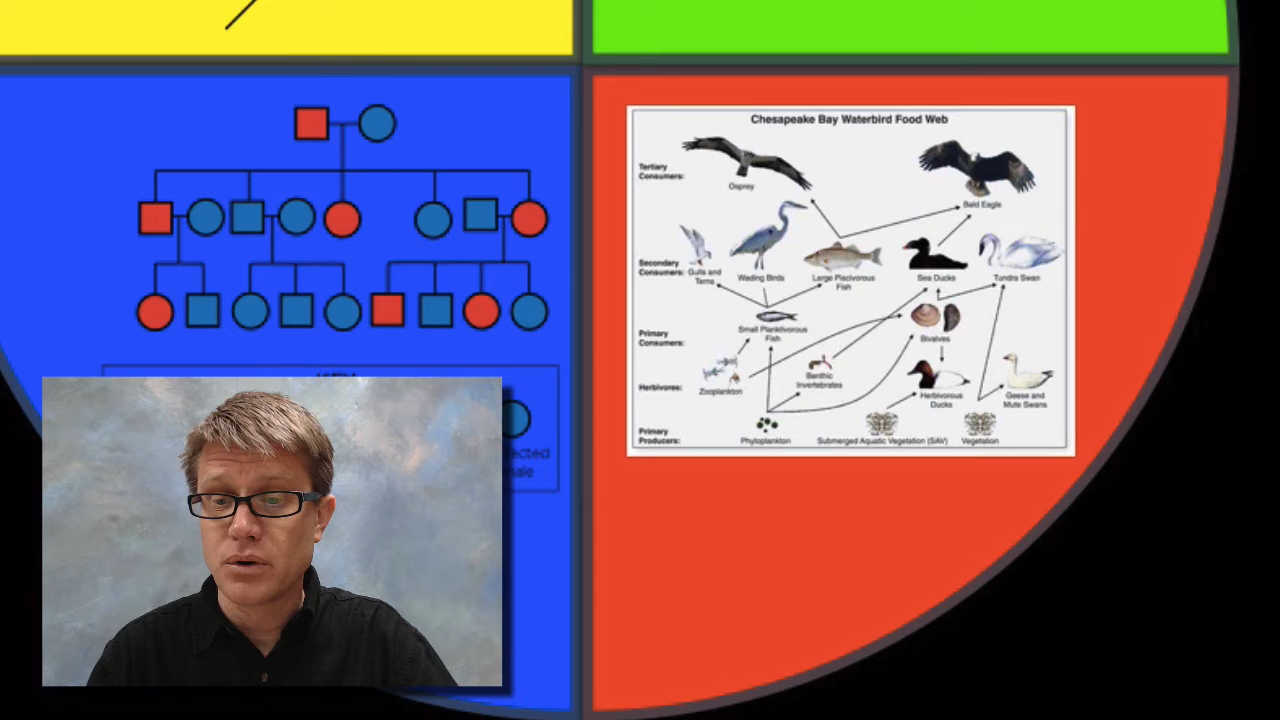 Chesapeake Bay Waterbird Food Web
Tertiary
Consumers:
Osprey
Bald Eagle
Secondary
Consumers:
Gulls and
Terns
Wading Birds
Large Piscivorous
Fish
Sea Ducks
Tundra Swan
Primary
Consumers:
Small Planktivorous
Fish
Bivalves
Herbivores:
Zooplankton
Benthic
Invertebrates
Herbivorous
Ducks
Geese and
Mute Swans
Primary
Producers:
Phytoplankton
Submerged Aquatic Vegetation (SAV)
Vegetation